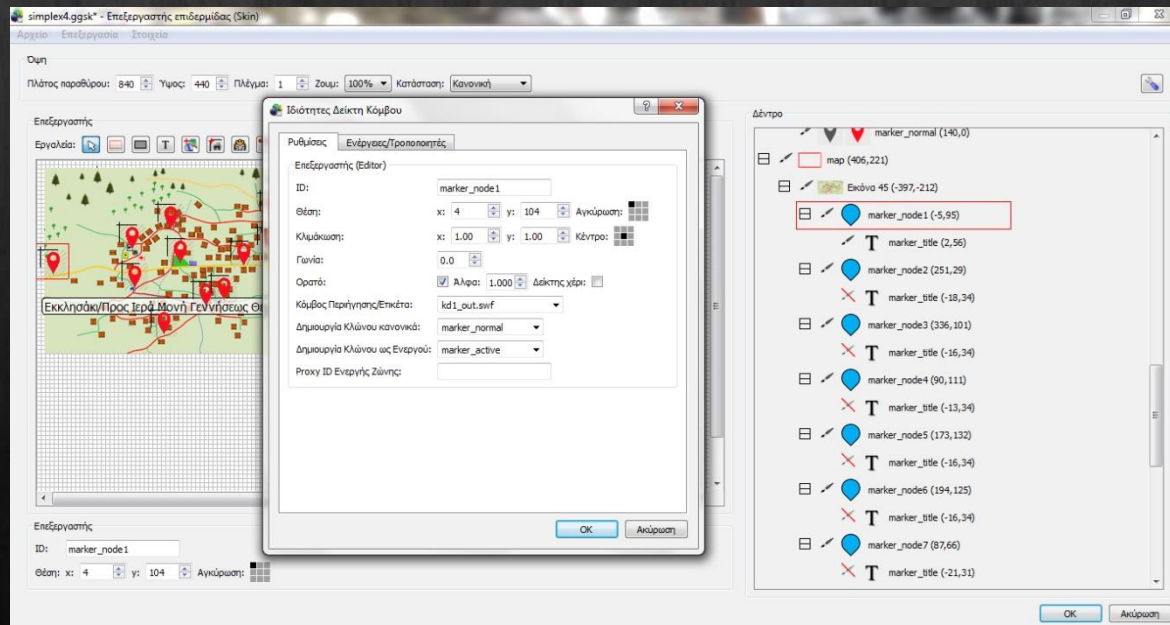 simplex4.ggsk* - Επεξεργαστής επιδερμίδας (Skin)
Αρχείο Επεξεργασία Στοιχεία
Όψη
Πλάτος παραθύρου: 840 Ύψος: 440 Πλέγμα: 1 Ζουμ: 100% Κατάσταση: Κανονική
Επεξεργαστής
Εργαλεία: T
Εκκλησάκι/Προς Ιερά Μονή Γεννήσεως Θε
Επεξεργαστής
ID: marker_node1
Θέση: x: 4 y: 104 Αγκύρωση:
Ιδιότητες Δείκτη Κόμβου
Ρυθμίσεις Ενέργειες/Τροποποιητές
Επεξεργαστής (Editor)
ID: marker_node1
Θέση: x: 4 y: 104 Αγκύρωση:
Κλιμάκωση: x: 1.00 y: 1.00 Κέντρο:
Γωνία: 0.0
Ορατό: Άλφα: 1.000 Δείκτης χέρι:
Κόμβος Περιήγησης/Ετικέτα: kd1_out.swf
Δημιουργία Κλώνου κανονικά: marker_normal
Δημιουργία Κλώνου ως Ενεργού: marker_active
Proxy ID Ενεργής Ζώνης:
OK Ακύρωση
Δέντρο
marker_normal (140,0)
map (406,221)
Εικόνα 45 (-397,-212)
marker_node1 (-5,95)
T marker_title (2,56)
marker_node2 (251,29)
T marker_title (-18,34)
marker_node3 (336,101)
T marker_title (-16,34)
marker_node4 (90,111)
T marker_title (-13,34)
marker_node5 (173,132)
T marker_title (-16,34)
marker_node6 (194,125)
T marker_title (-16,34)
marker_node7 (87,66)
T marker_title (-21,31)
OK Ακύρωση